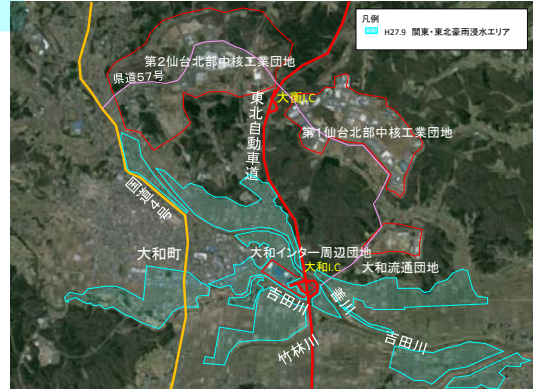 凡例
H27.9 関東・東北豪雨浸水エリア
第2仙台北部中核工業団地
県道57号
大衡I.C
東北自動車道
第1仙台北部中核工業団地
国道4号
大和町
大和インター周辺団地
大和I.C
大和流通団地
吉田川
善川
竹林川
吉田川